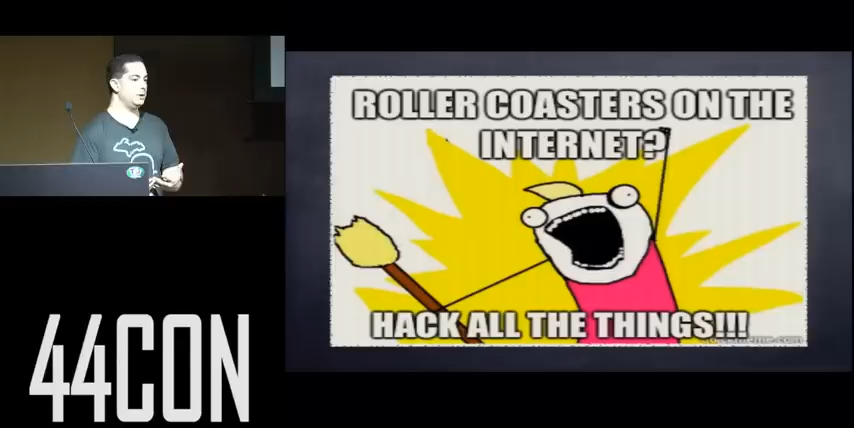 ROLLER COASTERS ON THE
INTERNET?
HACK ALL THE THINGS!!!
44CON